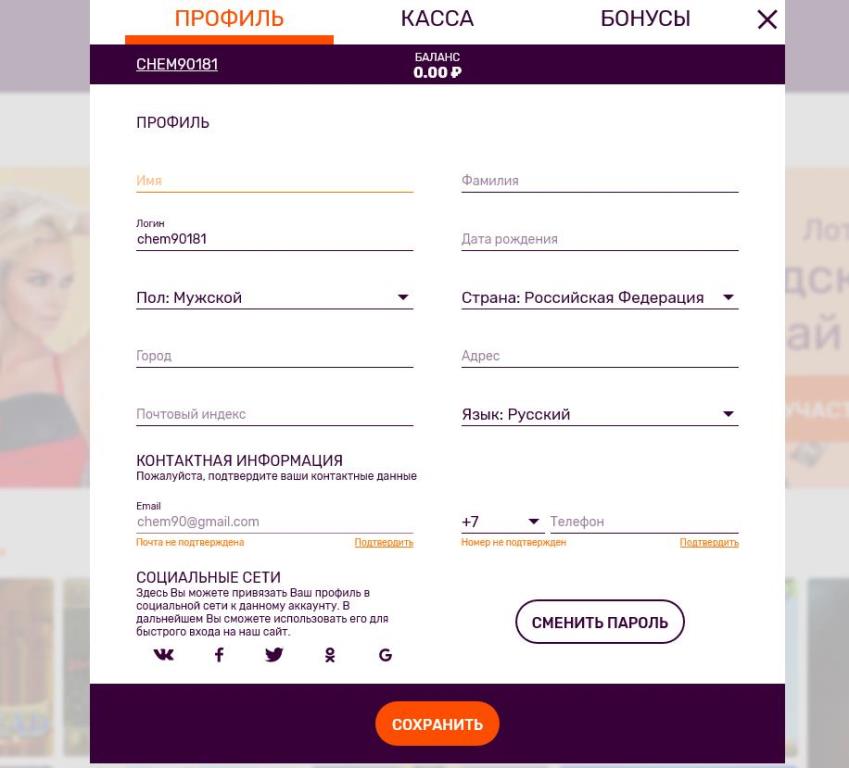 ПРОФИЛЬ КАССА БОНУСЫ
CHEM90181
БАЛАНС
0.00 ₽
ПРОФИЛЬ
Имя
Фамилия
Логин
chem90181
Дата рождения
Пол: Мужской
Страна: Российская Федерация
Город
Адрес
Почтовый индекс
Язык: Русский
КОНТАКТНАЯ ИНФОРМАЦИЯ
Пожалуйста, подтвердите ваши контактные данные
Email
chem90@gmail.com
Почта не подтверждена Подтвердить
+7 Телефон
Номер не подтвержден Подтвердить
СОЦИАЛЬНЫЕ СЕТИ
Здесь Вы можете привязать Ваш профиль в
социальной сети к данному аккаунту. В
дальнейшем Вы сможете использовать его для
быстрого входа на наш сайт.
СМЕНИТЬ ПАРОЛЬ
СОХРАНИТЬ